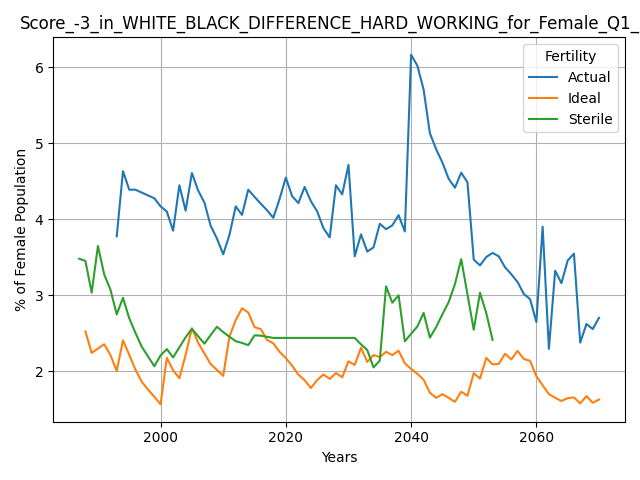 Score_-3_in_WHITE_BLACK_DIFFERENCE_HARD_WORKING_for_Female_Q1_
Fertility
Actual
Ideal
Sterile
% of Female Population
6
5
4
3
2
2000 2020 2040 2060
Years